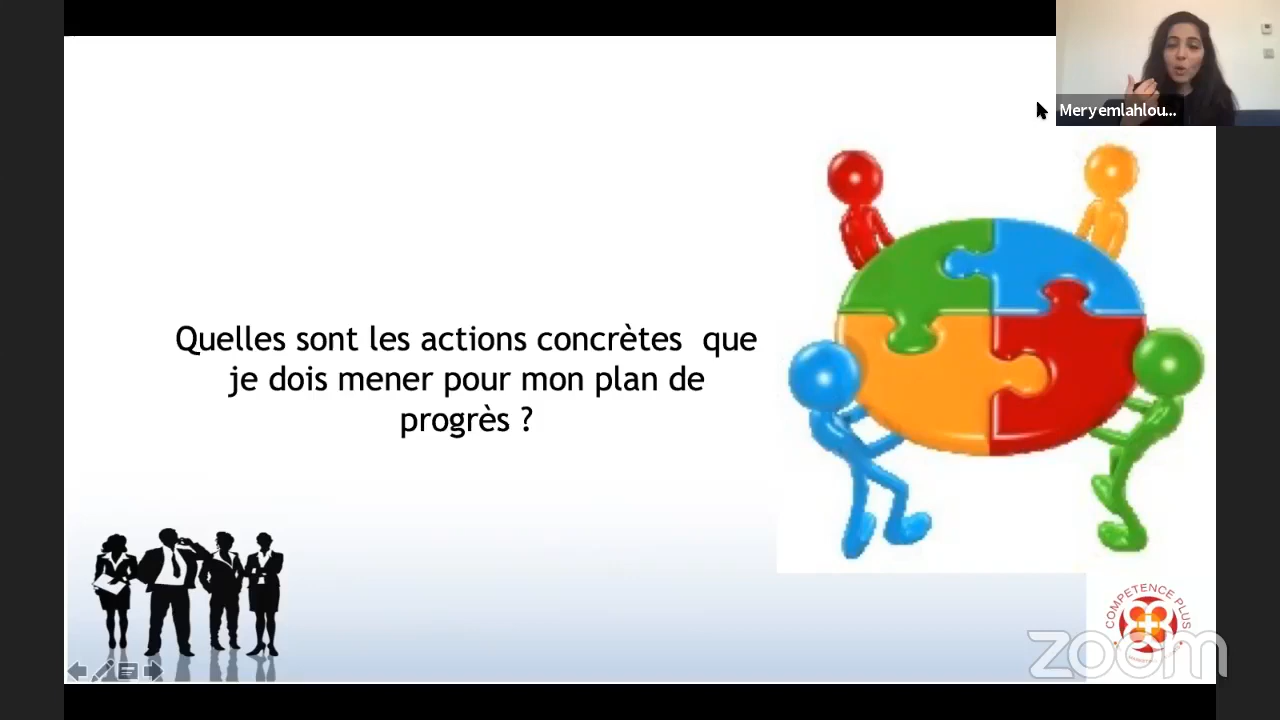 Meryemlahlou...
Quelles sont les actions concrètes  que
je dois mener pour mon plan de
progrès ?
COMPETENCE PLUS
zoom